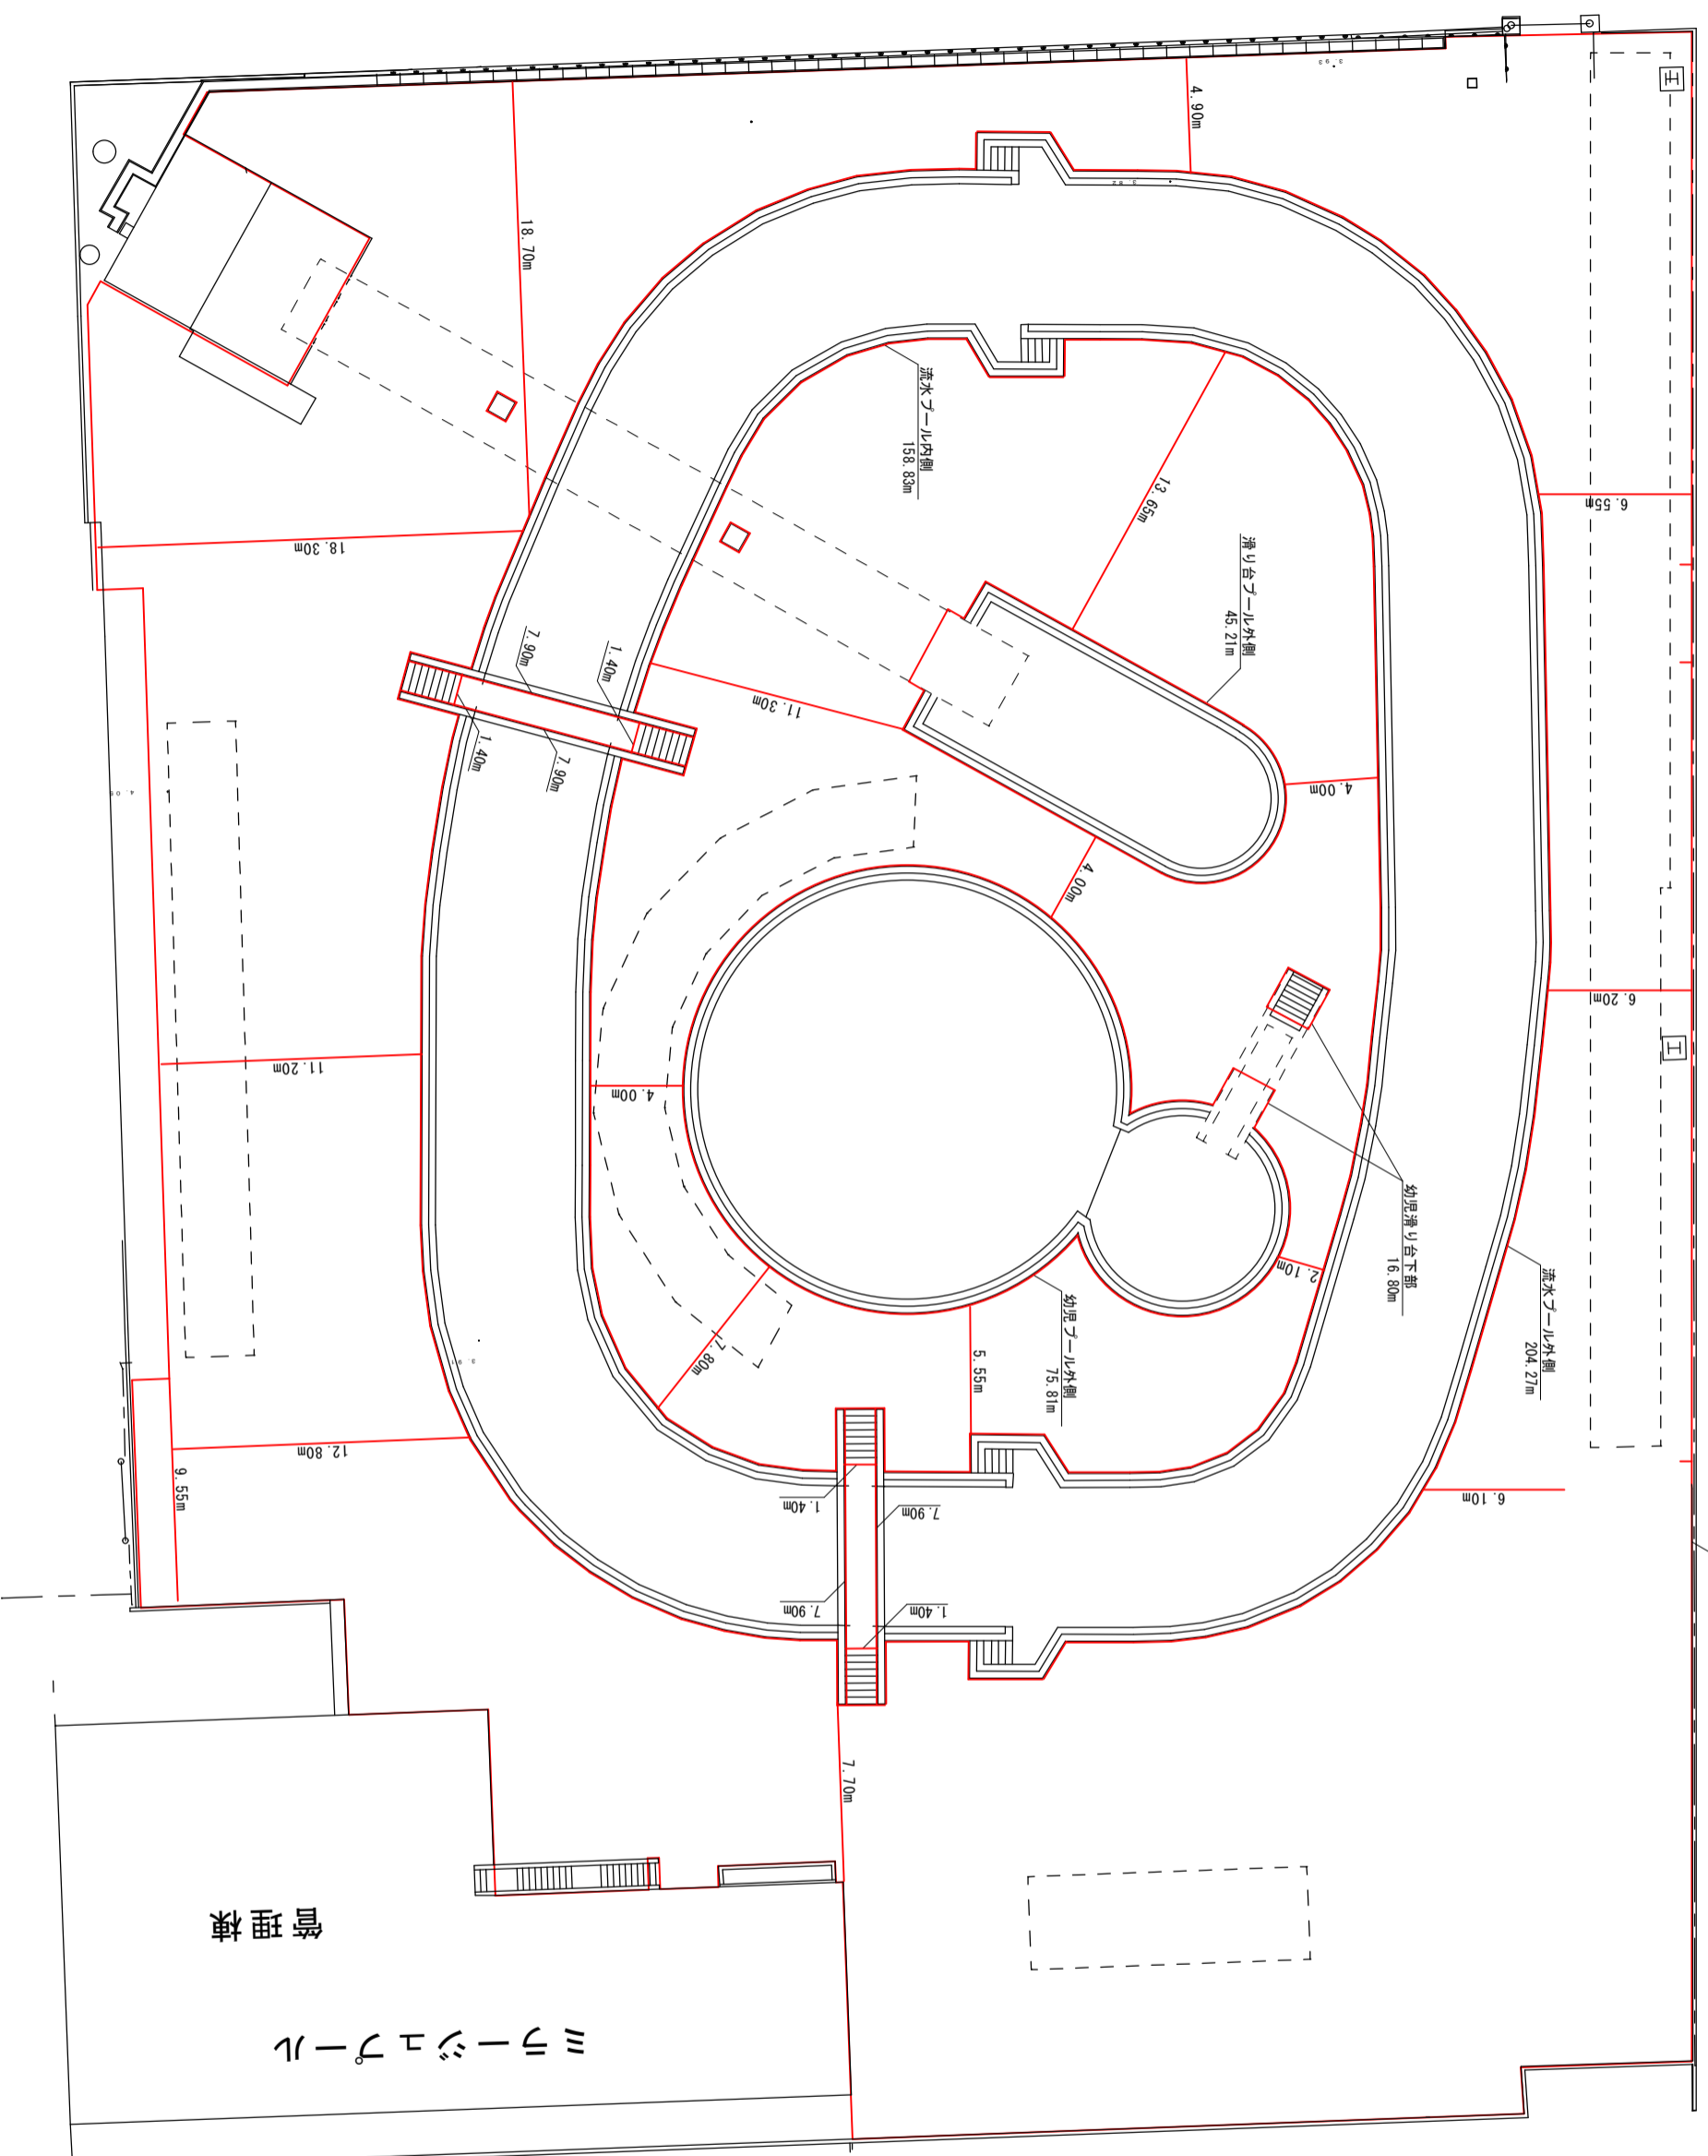 4.90m
3.93
3.92
18.70m
流水プール内側
158.83m
13.65m
6.55m
滑り台プール外側
45.21m
18.30m
7.90m
1.40m
11.30m
1.40m
7.90m
4.00m
4.00m
6.20m
11.20m
4.00m
幼児滑り台下部
16.80m
2.10m
流水プール外側
204.27m
幼児プール外側
75.81m
5.55m
7.80m
12.80m
9.55m
6.10m
1.40m
7.90m
7.90m
1.40m
7.70m
管理棟
ミラージュプール